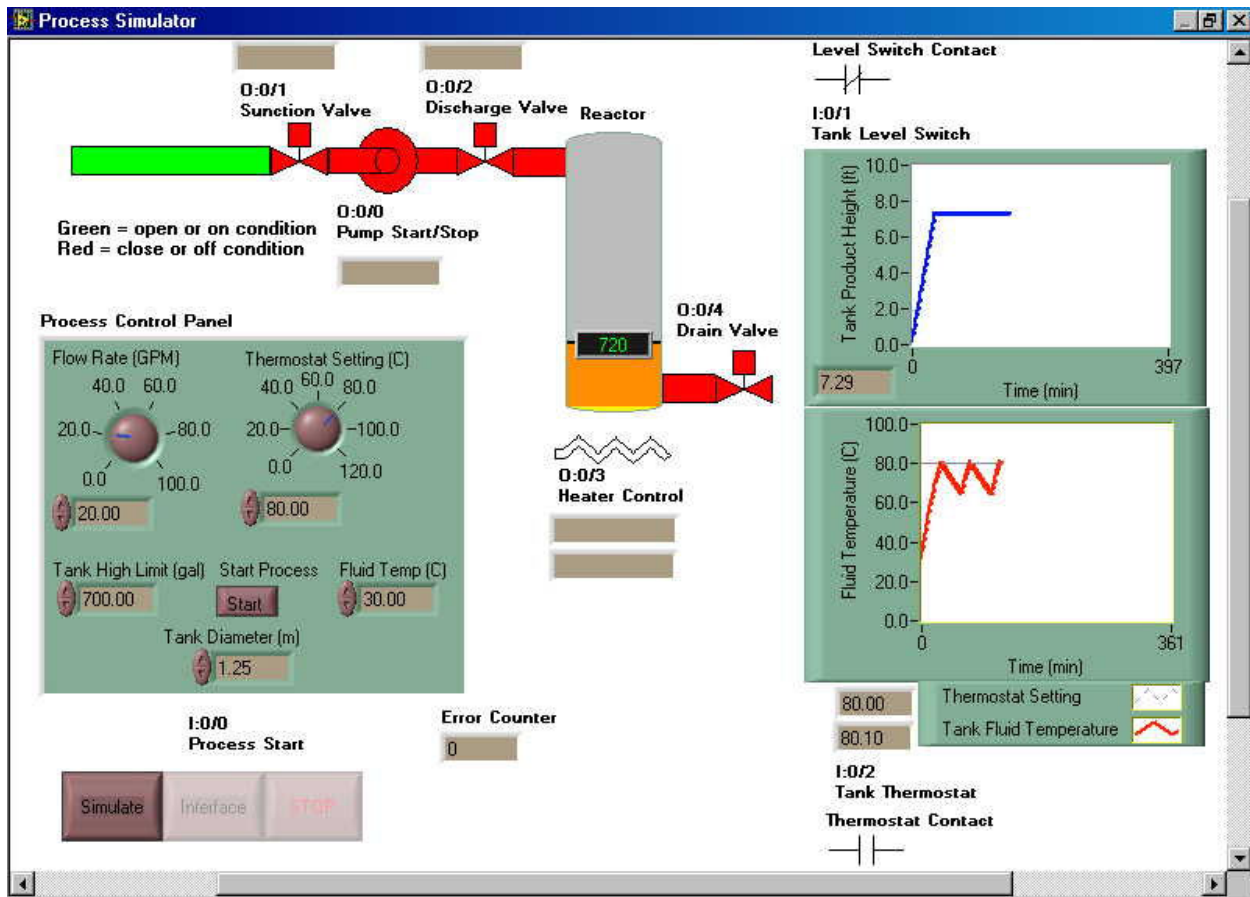 Process Simulator
Level Switch Contact
O:0/1
Sunction Valve
O:0/2
Discharge Valve
Reactor
I:0/1
Tank Level Switch
Green = open or on condition
Red = close or off condition
O:0/0
Pump Start/Stop
10.0
8.0
6.0
4.0
2.0
0.0
Tank Product Height (ft)
0
397
7.29
Time (min)
O:0/4
Drain Valve
720
Process Control Panel
Flow Rate (GPM)
40.0 60.0
20.0 80.0
0.0 100.0
20.00
Thermostat Setting (C)
40.0 60.0 80.0
20.0 100.0
0.0 120.0
80.00
Tank High Limit (gal)
700.00
Start Process
Start
Fluid Temp (C)
30.00
Tank Diameter (m)
1.25
O:0/3
Heater Control
100.0
80.0
60.0
40.0
20.0
0.0
Fluid Temperature (C)
0
361
Time (min)
80.00
Thermostat Setting
80.10
Tank Fluid Temperature
I:0/0
Process Start
Error Counter
0
Simulate
Interface
STOP
I:0/2
Tank Thermostat
Thermostat Contact